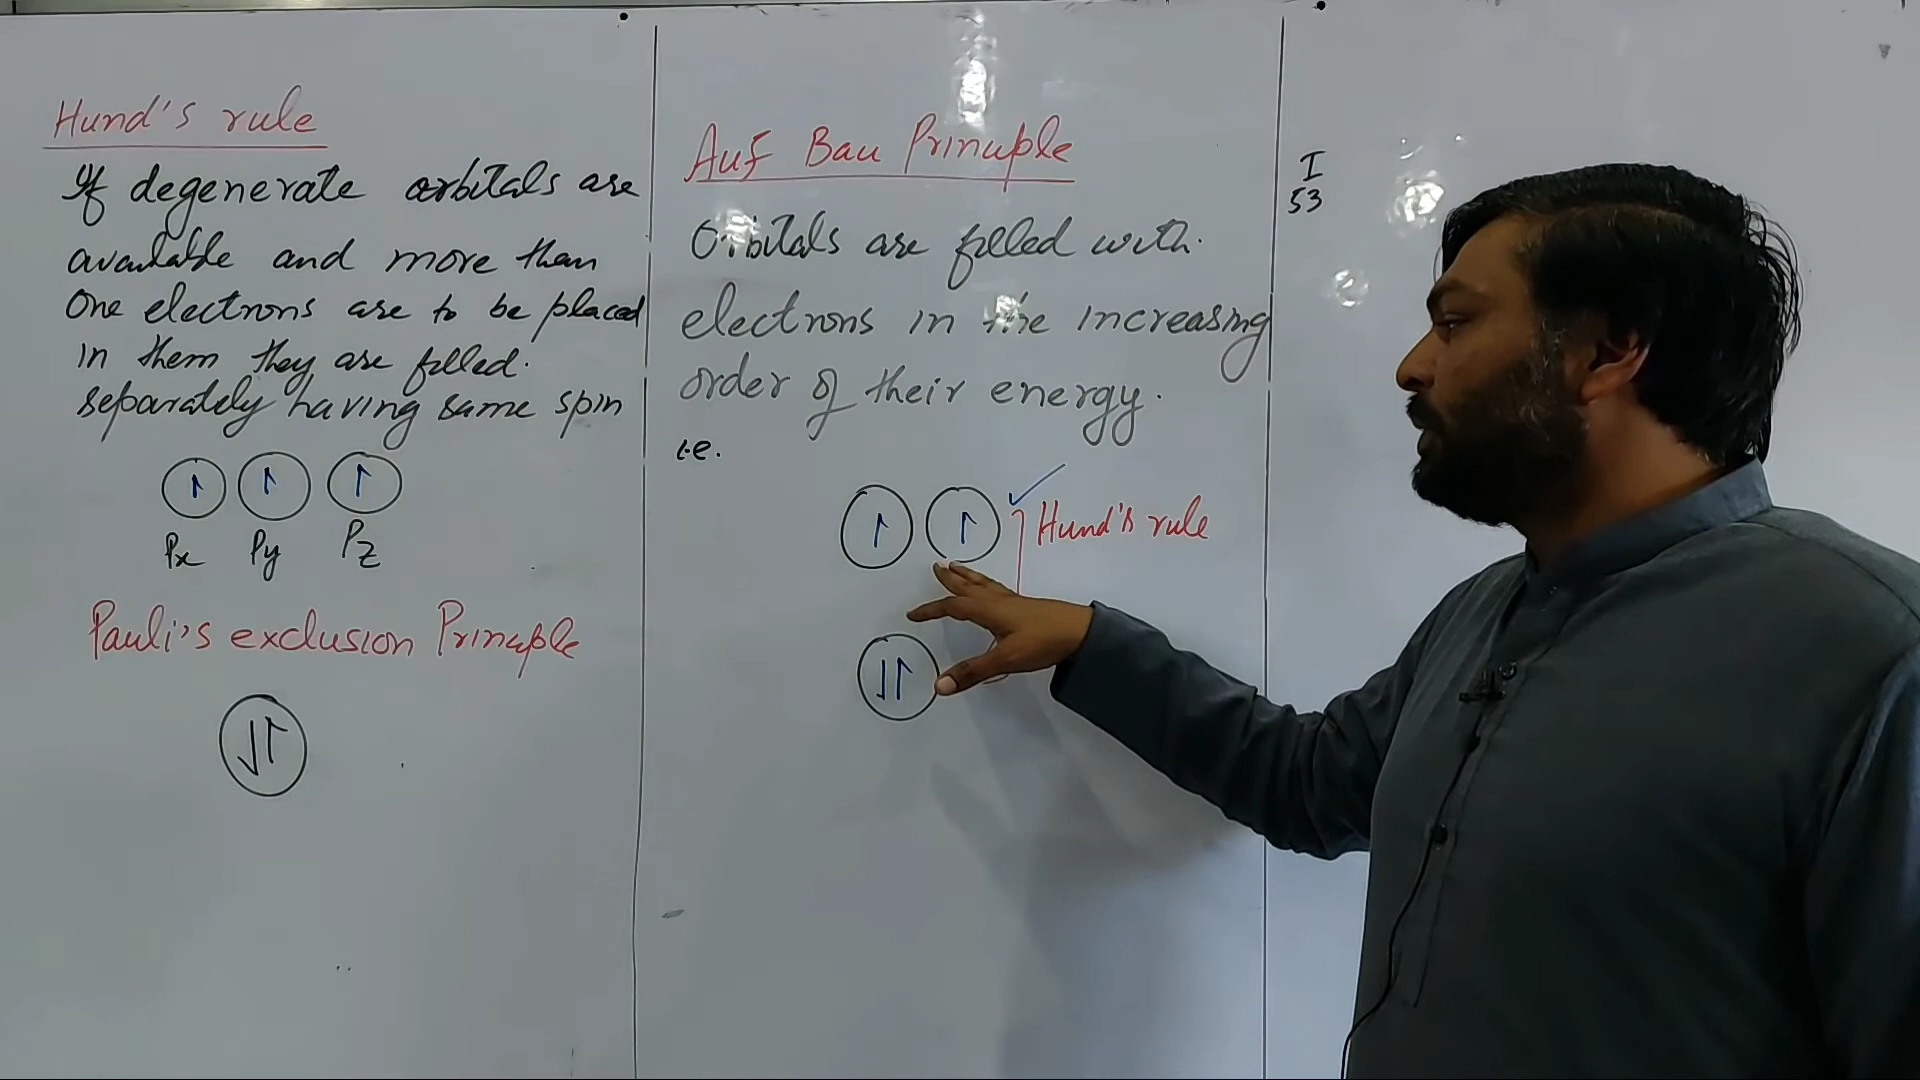 Hund's rule
If degenerate orbitals are
available and more than
One electrons are to be placed
in them they are filled.
separately having same spin
↿ ↿ ↿
Px Py Pz
Pauli's exclusion Principle
⇃↾
Auf Bau Principle
Orbitals are filled with.
electrons in the increasing
order of their energy.
i.e.
↿ ↿ ✓ Hund's rule
⇃↾
I
53